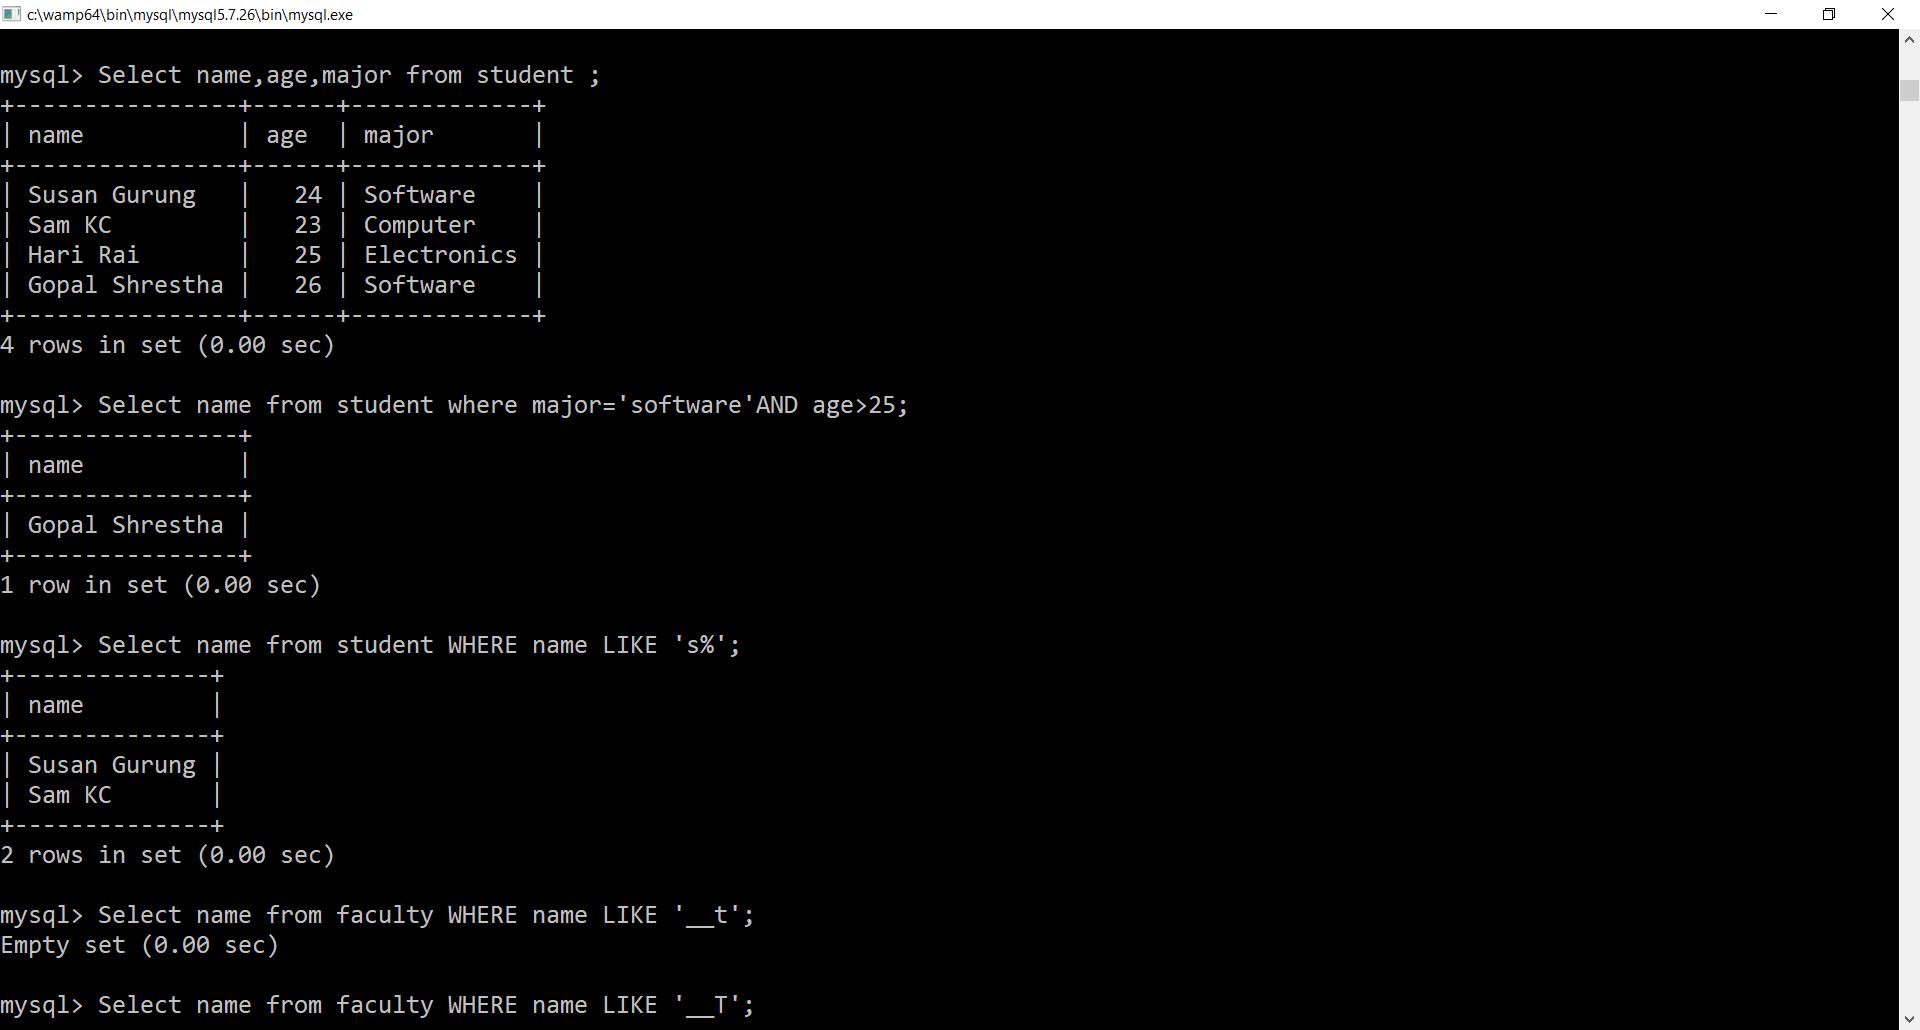 c:\wamp64\bin\mysql\mysql5.7.26\bin\mysql.exe
mysql> Select name,age,major from student ;
+----------------+------+-------------+
| name           | age  | major       |
+----------------+------+-------------+
| Susan Gurung   |   24 | Software    |
| Sam KC         |   23 | Computer    |
| Hari Rai       |   25 | Electronics |
| Gopal Shrestha |   26 | Software    |
+----------------+------+-------------+
4 rows in set (0.00 sec)
mysql> Select name from student where major='software'AND age>25;
+----------------+
| name           |
+----------------+
| Gopal Shrestha |
+----------------+
1 row in set (0.00 sec)
mysql> Select name from student WHERE name LIKE 's%';
+--------------+
| name         |
+--------------+
| Susan Gurung |
| Sam KC       |
+--------------+
2 rows in set (0.00 sec)
mysql> Select name from faculty WHERE name LIKE '__t';
Empty set (0.00 sec)
mysql> Select name from faculty WHERE name LIKE '__T';